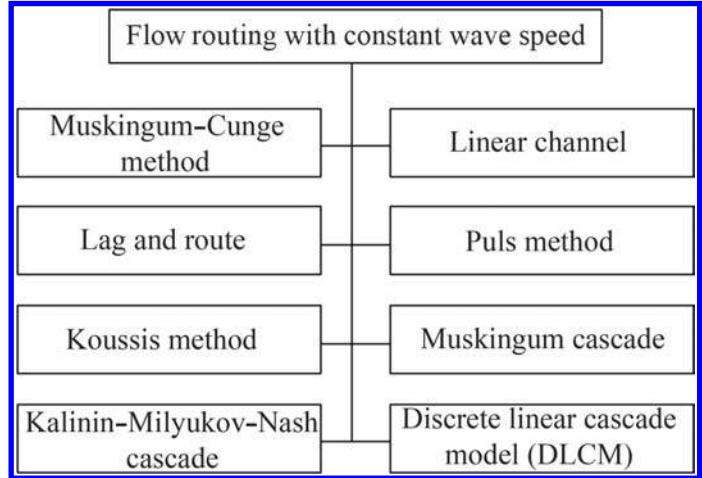 Flow routing with constant wave speed
Muskingum-Cunge
method
Linear channel
Lag and route
Puls method
Koussis method
Muskingum cascade
Kalinin-Milyukov-Nash
cascade
Discrete linear cascade
model (DLCM)